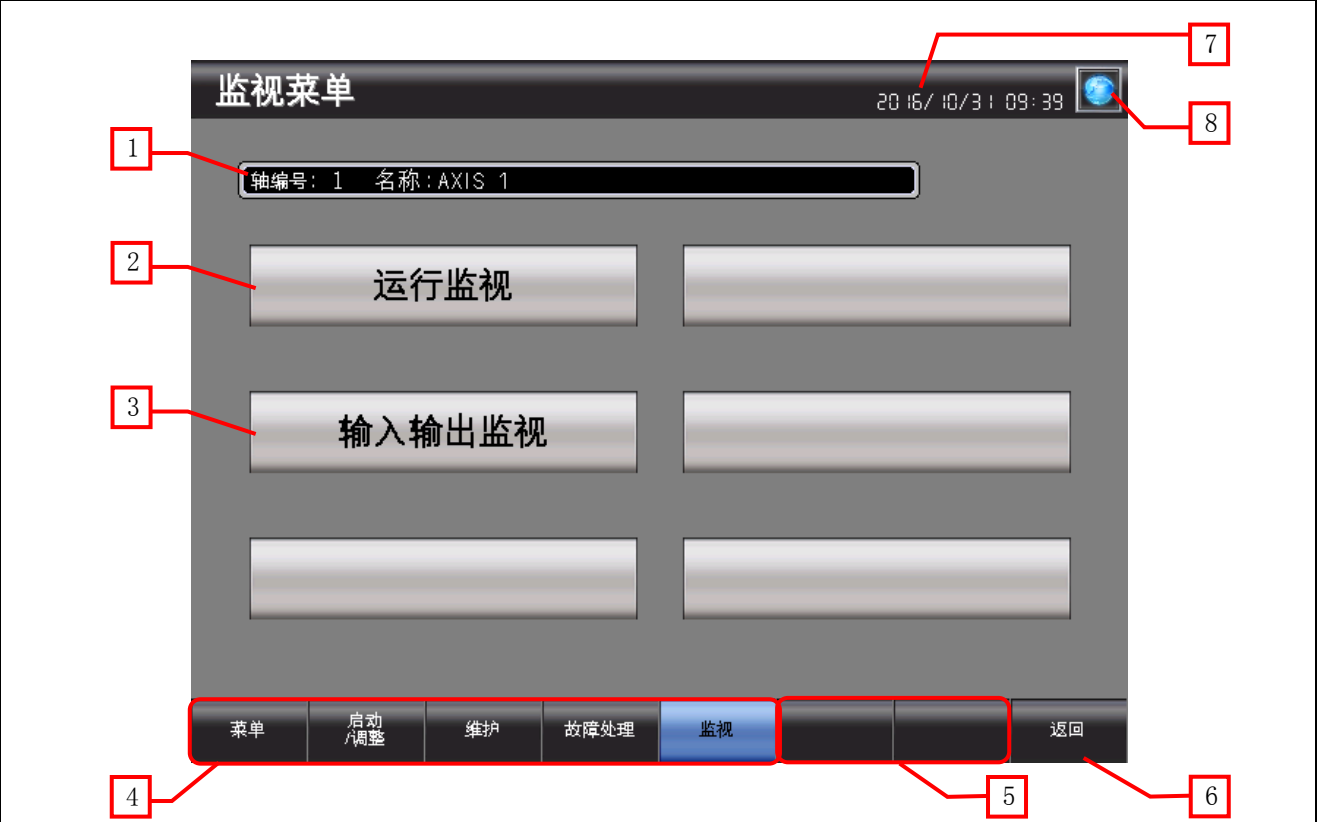 7
监视菜单
2016/10/31 09:39
8
1
轴编号: 1 名称:AXIS 1
2
运行监视
3
输入输出监视
菜单
启动
/调整
维护
故障处理
监视
返回
4
5
6